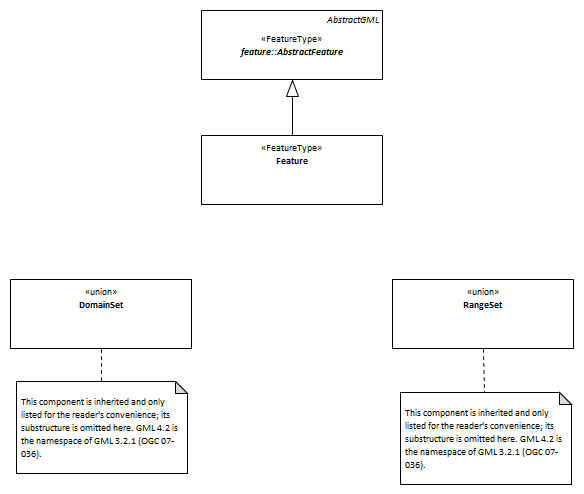 AbstractGML
«FeatureType»
feature::AbstractFeature
«FeatureType»
Feature
«union»
DomainSet
«union»
RangeSet
This component is inherited and only
listed for the reader's convenience; its
substructure is omitted here. GML 4.2 is
the namespace of GML 3.2.1 (OGC 07-
036).
This component is inherited and only
listed for the reader's convenience; its
substructure is omitted here. GML 4.2 is
the namespace of GML 3.2.1 (OGC 07-
036).